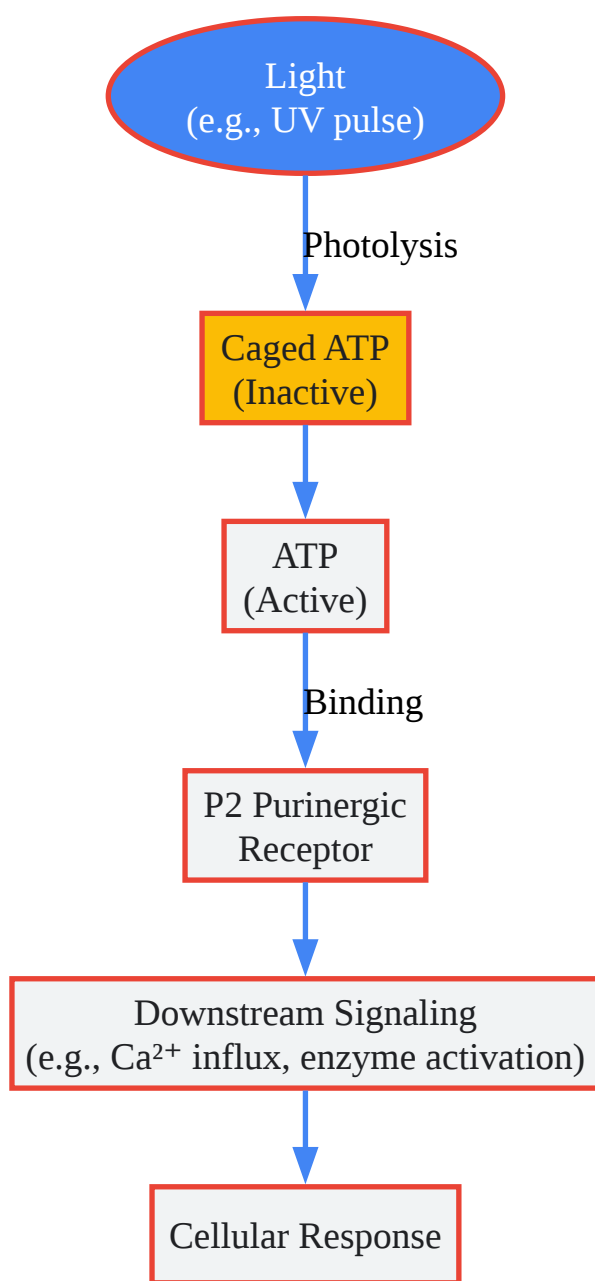 Light
(e.g., UV pulse)
Photolysis
Caged ATP
(Inactive)
ATP
(Active)
Binding
P2 Purinergic
Receptor
Downstream Signaling
(e.g., Ca²⁺ influx, enzyme activation)
Cellular Response